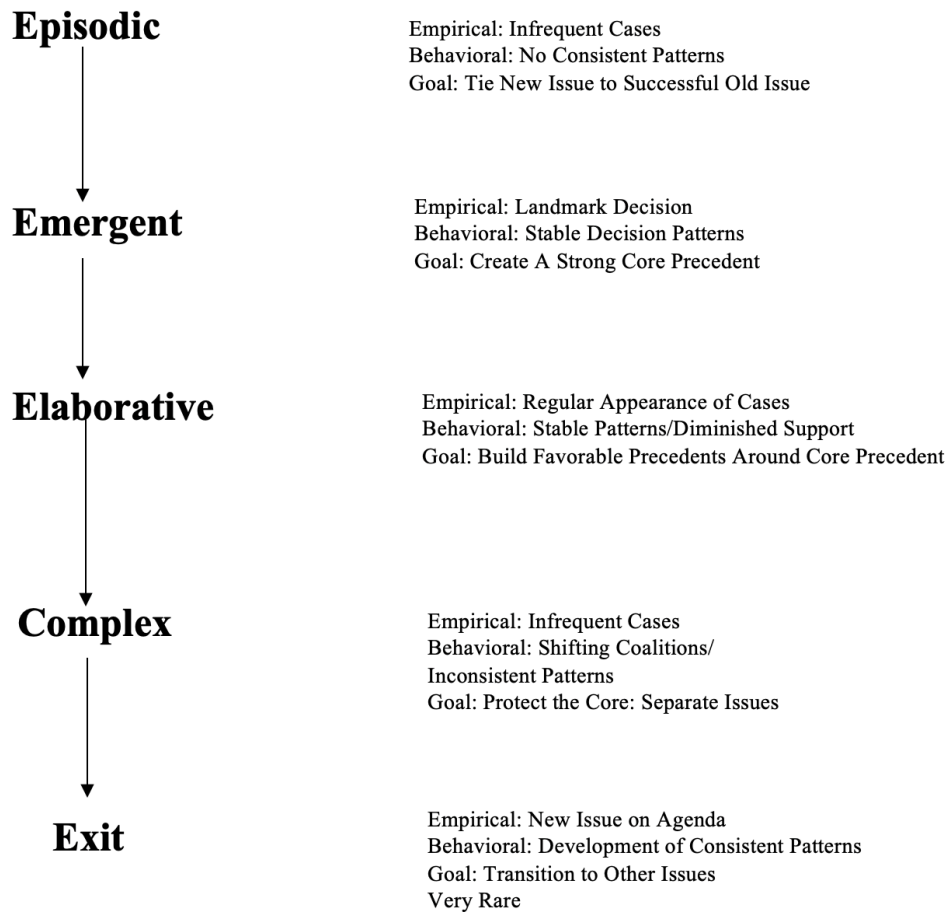 Episodic
Empirical: Infrequent Cases
Behavioral: No Consistent Patterns
Goal: Tie New Issue to Successful Old Issue
Emergent
Empirical: Landmark Decision
Behavioral: Stable Decision Patterns
Goal: Create A Strong Core Precedent
Elaborative
Empirical: Regular Appearance of Cases
Behavioral: Stable Patterns/Diminished Support
Goal: Build Favorable Precedents Around Core Precedent
Complex
Empirical: Infrequent Cases
Behavioral: Shifting Coalitions/
Inconsistent Patterns
Goal: Protect the Core: Separate Issues
Exit
Empirical: New Issue on Agenda
Behavioral: Development of Consistent Patterns
Goal: Transition to Other Issues
Very Rare